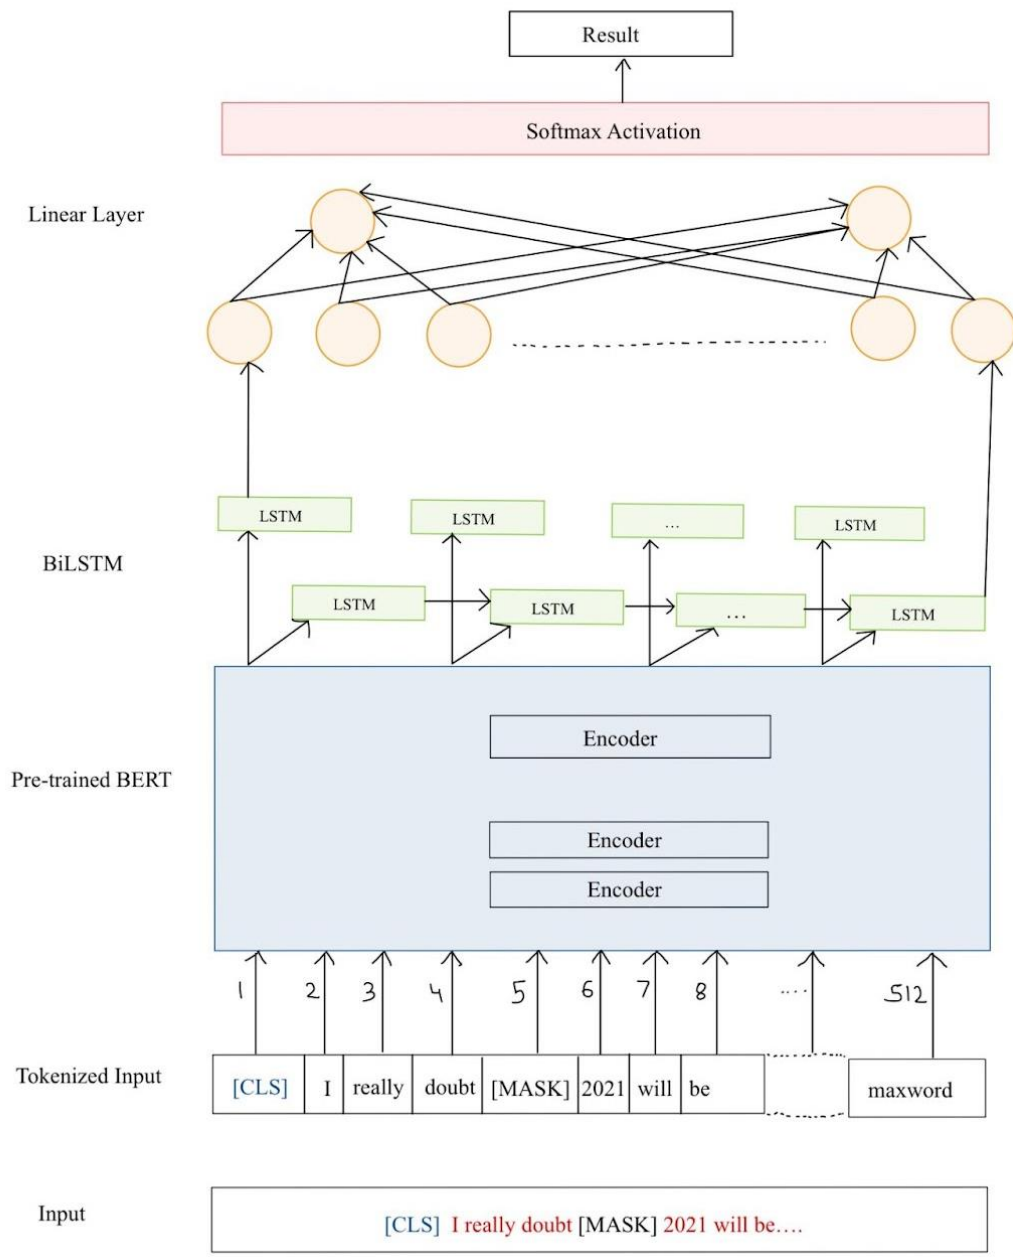 Result
Softmax Activation
Linear Layer
LSTM LSTM ... LSTM
BiLSTM
LSTM LSTM ... LSTM
Encoder
Pre-trained BERT
Encoder
Encoder
1 2 3 4 5 6 7 8 .... 512
Tokenized Input
[CLS] I really doubt [MASK] 2021 will be maxword
Input
[CLS] I really doubt [MASK] 2021 will be....